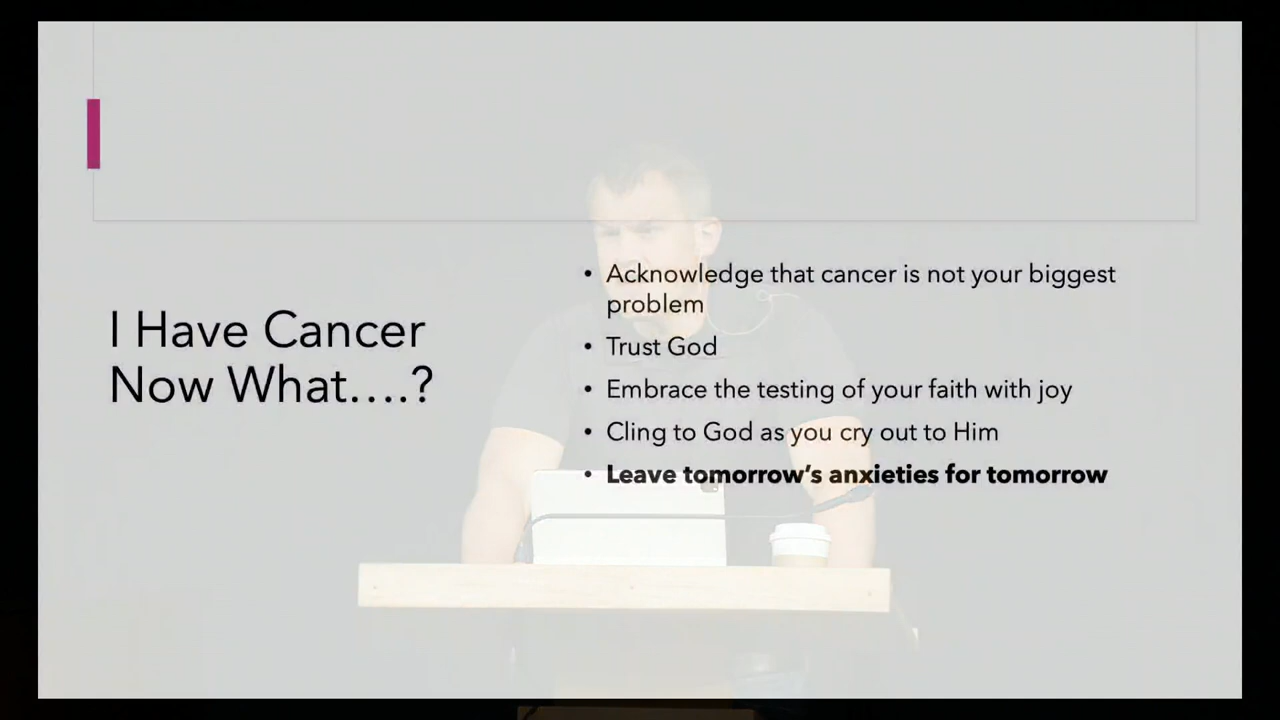 I Have Cancer
Now What….?
• Acknowledge that cancer is not your biggest
problem
• Trust God
• Embrace the testing of your faith with joy
• Cling to God as you cry out to Him
• Leave tomorrow’s anxieties for tomorrow